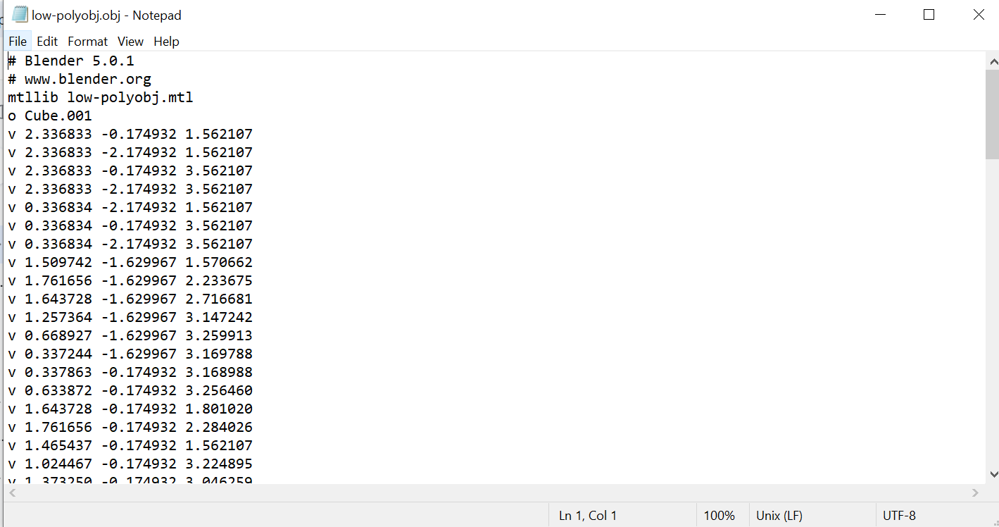 low-polyobj.obj - Notepad
File Edit Format View Help
# Blender 5.0.1
# www.blender.org
mtllib low-polyobj.mtl
o Cube.001
v 2.336833 -0.174932 1.562107
v 2.336833 -2.174932 1.562107
v 2.336833 -0.174932 3.562107
v 2.336833 -2.174932 3.562107
v 0.336834 -2.174932 1.562107
v 0.336834 -0.174932 3.562107
v 0.336834 -2.174932 3.562107
v 1.509742 -1.629967 1.570662
v 1.761656 -1.629967 2.233675
v 1.643728 -1.629967 2.716681
v 1.257364 -1.629967 3.147242
v 0.668927 -1.629967 3.259913
v 0.337244 -1.629967 3.169788
v 0.337863 -0.174932 3.168988
v 0.633872 -0.174932 3.256460
v 1.643728 -0.174932 1.801020
v 1.761656 -0.174932 2.284026
v 1.465437 -0.174932 1.562107
v 1.024467 -0.174932 3.224895
v 1.373250 -0.174932 3.046259
Ln 1, Col 1 100% Unix (LF) UTF-8